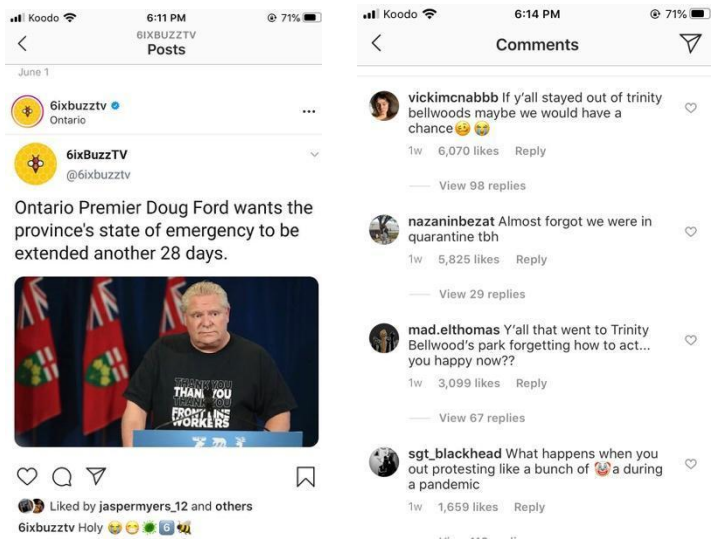 Koodo
6:11 PM
71%
6IXBUZZTV
Posts
June 1
6ixbuzztv
Ontario
6ixBuzzTV
@6ixbuzztv
Ontario Premier Doug Ford wants the
province's state of emergency to be
extended another 28 days.
THANK YOU
THANK YOU
THANK YOU
FRONT LINE
WORKERS
Liked by jaspermyers_12 and others
6ixbuzztv Holy 😭😷🦠6️⃣🐝
Koodo
6:14 PM
71%
Comments
vickimcnabbb If y'all stayed out of trinity
bellwoods maybe we would have a
chance🥴😭
1w 6,070 likes Reply
View 98 replies
nazaninbezat Almost forgot we were in
quarantine tbh
1w 5,825 likes Reply
View 29 replies
mad.elthomas Y'all that went to Trinity
Bellwood's park forgetting how to act...
you happy now??
1w 3,099 likes Reply
View 67 replies
sgt_blackhead What happens when you
out protesting like a bunch of 🤡a during
a pandemic
1w 1,659 likes Reply